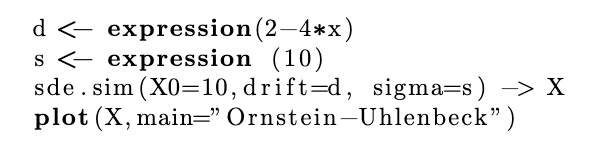 d <- expression(2-4*x)
s <- expression (10)
sde.sim(X0=10,drift=d, sigma=s) -> X
plot(X,main="Ornstein-Uhlenbeck")